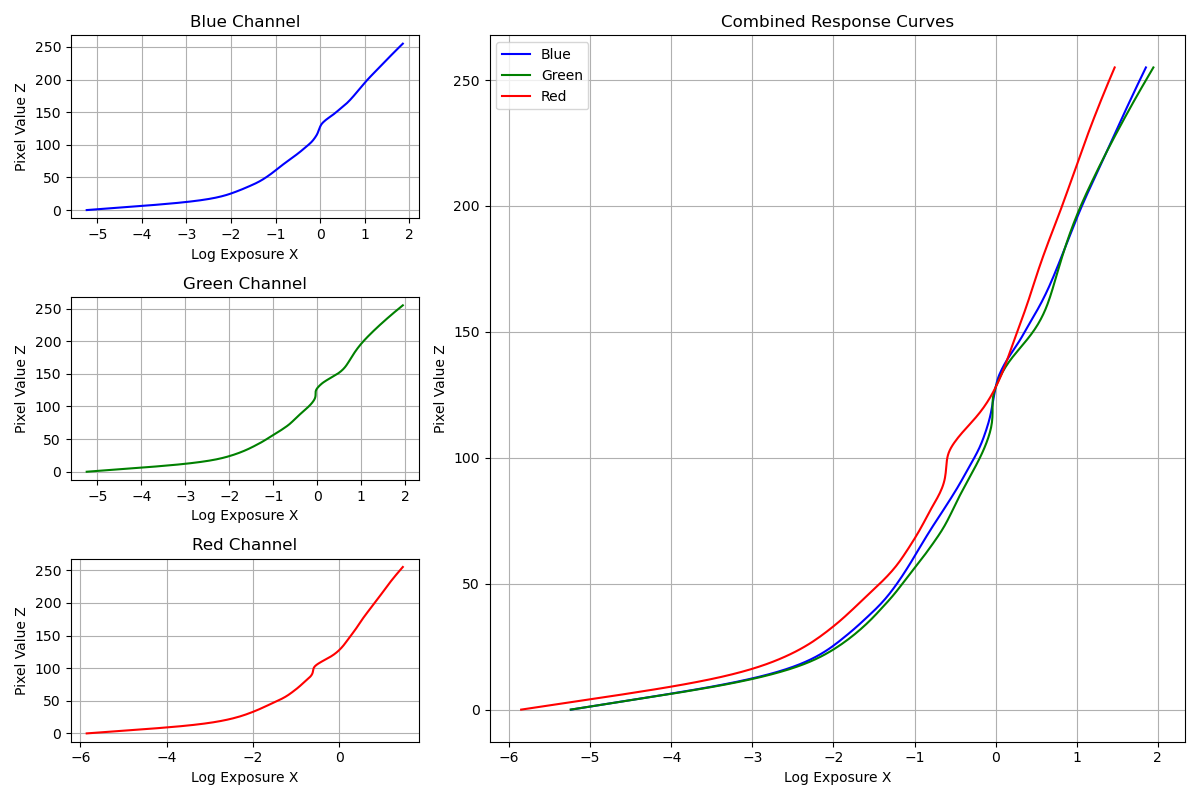 Blue Channel
Pixel Value Z
250
200
150
100
50
0
−5 −4 −3 −2 −1 0 1 2
Log Exposure X
Green Channel
Pixel Value Z
250
200
150
100
50
0
−5 −4 −3 −2 −1 0 1 2
Log Exposure X
Red Channel
Pixel Value Z
250
200
150
100
50
0
−6 −4 −2 0
Log Exposure X
Combined Response Curves
Blue
Green
Red
Pixel Value Z
250
200
150
100
50
0
−6 −5 −4 −3 −2 −1 0 1 2
Log Exposure X